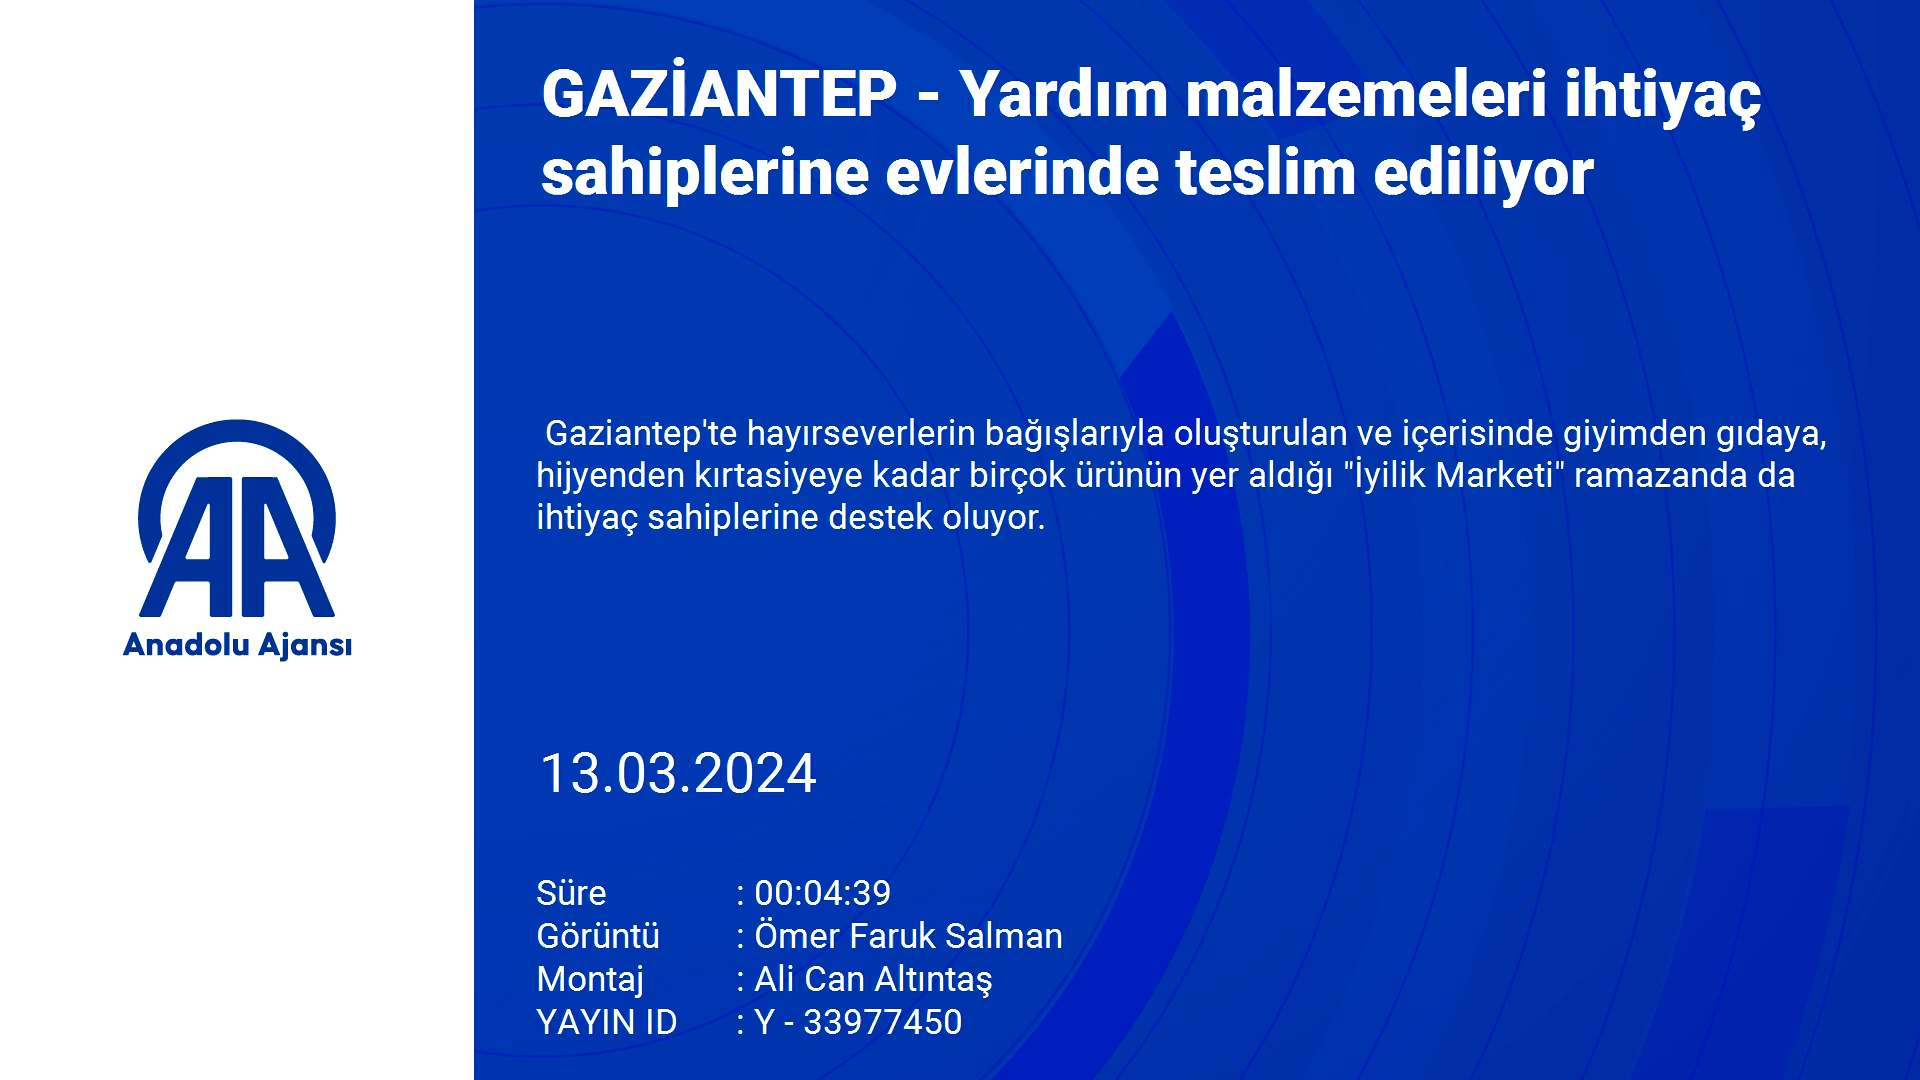 GAZİANTEP - Yardım malzemeleri ihtiyaç
sahiplerine evlerinde teslim ediliyor
Gaziantep'te hayırseverlerin bağışlarıyla oluşturulan ve içerisinde giyimden gıdaya,
hijyenden kırtasiyeye kadar birçok ürünün yer aldığı "İyilik Marketi" ramazanda da
ihtiyaç sahiplerine destek oluyor.
AA
Anadolu Ajansı
13.03.2024
Süre : 00:04:39
Görüntü : Ömer Faruk Salman
Montaj : Ali Can Altıntaş
YAYIN ID : Y - 33977450